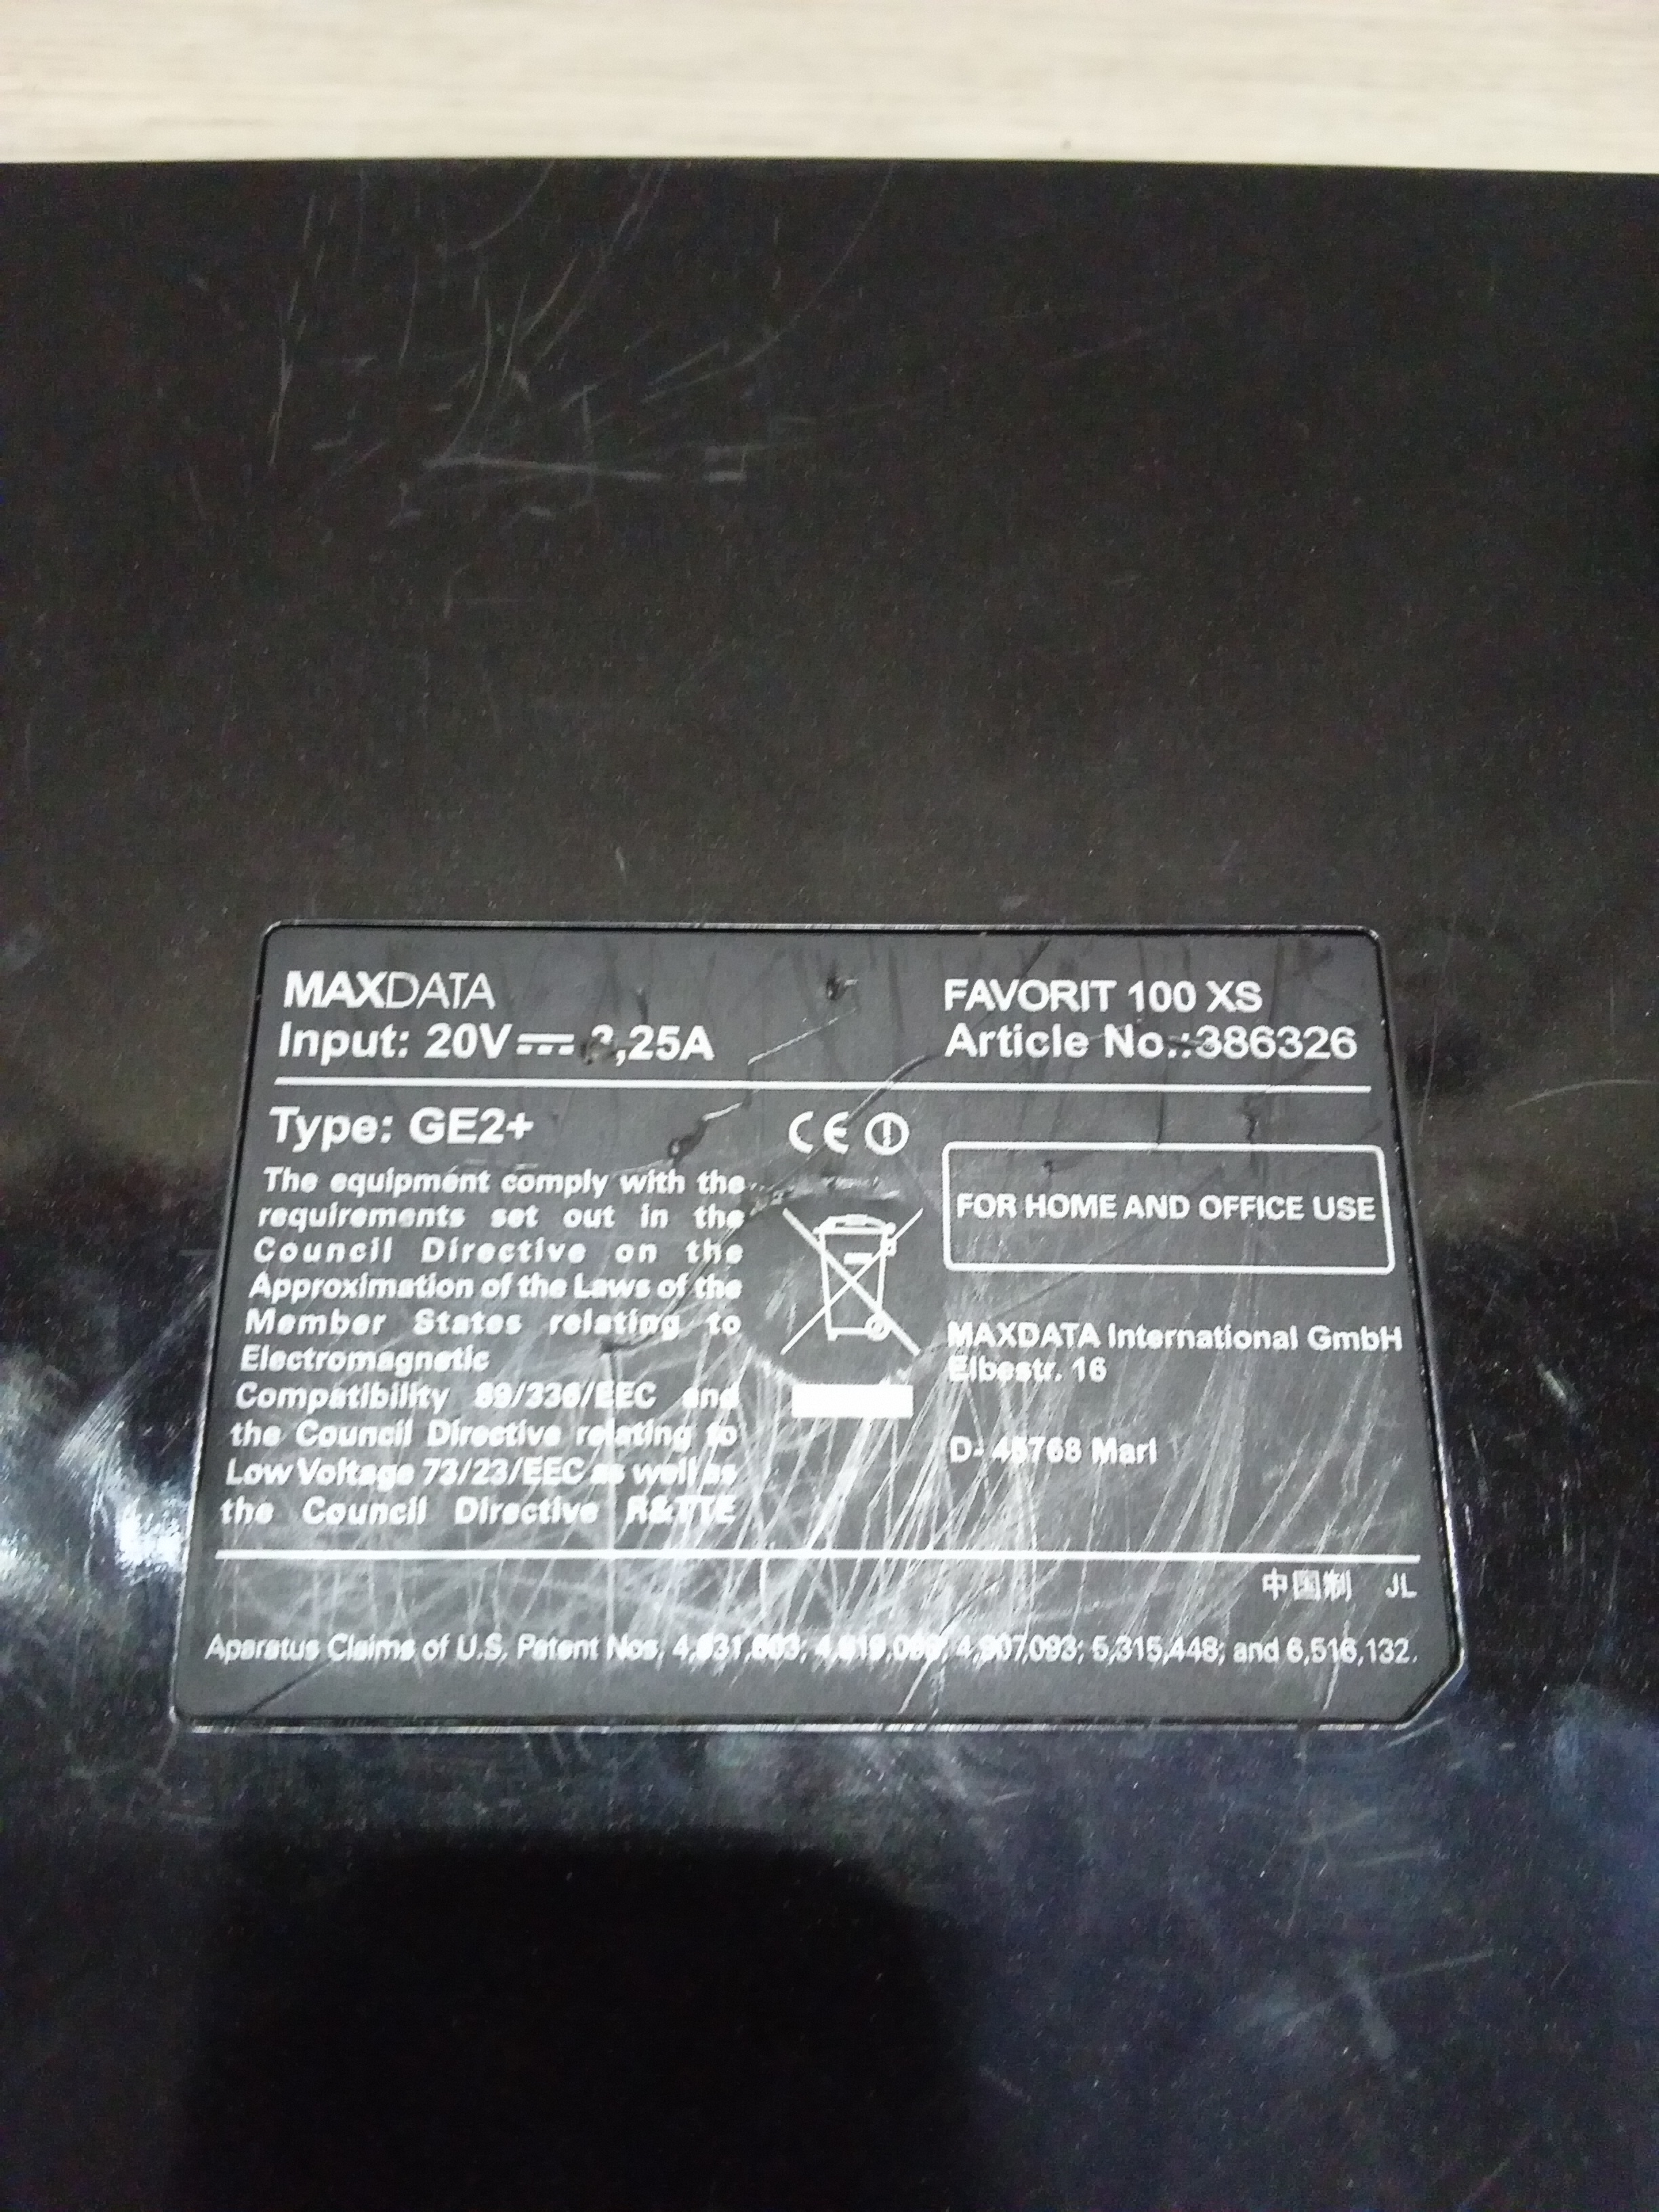 MAXDATA
Input: 20V ,25A
FAVORIT 100 XS
Article No.:386326
Type: GE2+
CE
The equipment comply with the
requirements set out in the
Council Directive on the
Approximation of the Laws of the
Member States relating to
Electromagnetic
Compatibility 89/336/EEC and
the Council Directive relating to
Low Voltage 73/23/EEC as well as
the Council Directive R&TTE
FOR HOME AND OFFICE USE
MAXDATA International GmbH
Elbestr. 16
D- 45768 Marl
中国制 JL
Aparatus Claims of U.S. Patent Nos. 4,907,093; 5,315,448; and 6,516,132.